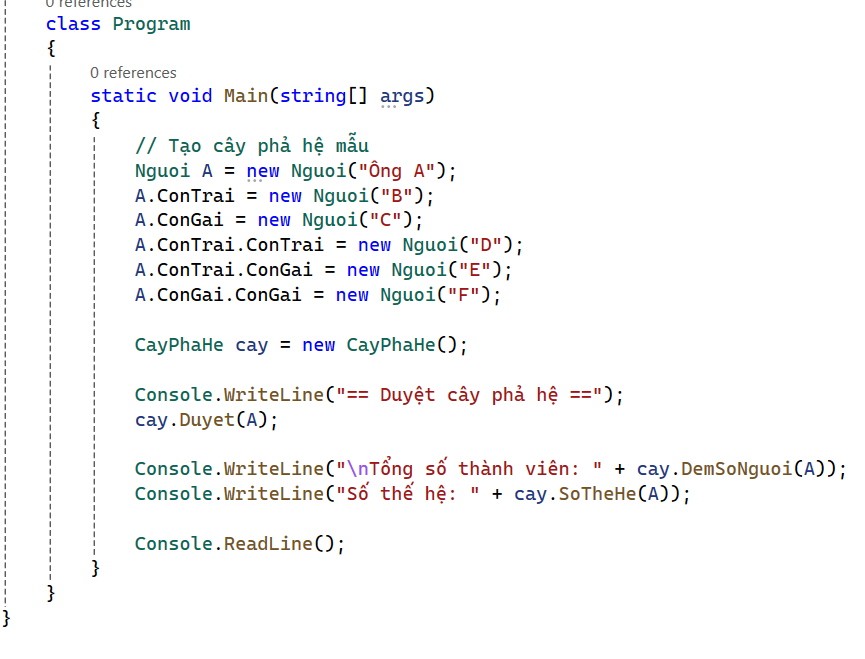 0 references
class Program
{
0 references
static void Main(string[] args)
{
// Tạo cây phả hệ mẫu
Nguoi A = new Nguoi("Ông A");
A.ConTrai = new Nguoi("B");
A.ConGai = new Nguoi("C");
A.ConTrai.ConTrai = new Nguoi("D");
A.ConTrai.ConGai = new Nguoi("E");
A.ConGai.ConGai = new Nguoi("F");
CayPhaHe cay = new CayPhaHe();
Console.WriteLine("== Duyệt cây phả hệ ==");
cay.Duyet(A);
Console.WriteLine("\nTổng số thành viên: " + cay.DemSoNguoi(A));
Console.WriteLine("Số thế hệ: " + cay.SoTheHe(A));
Console.ReadLine();
}
}
}